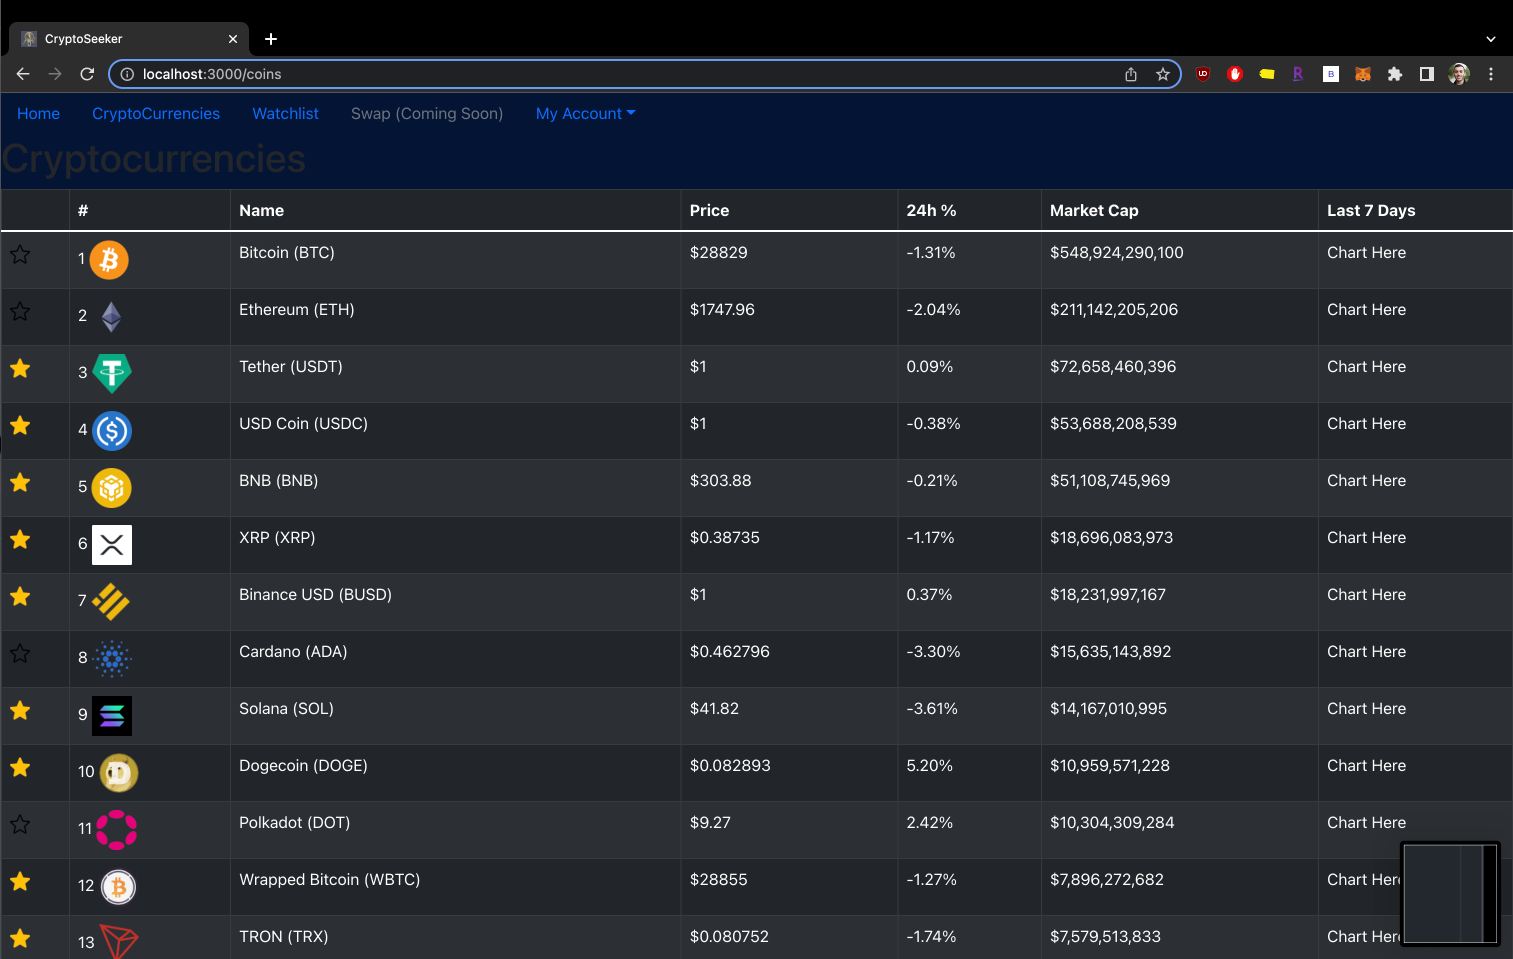 CryptoSeeker
localhost:3000/coins
Home CryptoCurrencies Watchlist Swap (Coming Soon) My Account
Cryptocurrencies
# Name Price 24h % Market Cap Last 7 Days
1 Bitcoin (BTC) $28829 -1.31% $548,924,290,100 Chart Here
2 Ethereum (ETH) $1747.96 -2.04% $211,142,205,206 Chart Here
3 Tether (USDT) $1 0.09% $72,658,460,396 Chart Here
4 USD Coin (USDC) $1 -0.38% $53,688,208,539 Chart Here
5 BNB (BNB) $303.88 -0.21% $51,108,745,969 Chart Here
6 XRP (XRP) $0.38735 -1.17% $18,696,083,973 Chart Here
7 Binance USD (BUSD) $1 0.37% $18,231,997,167 Chart Here
8 Cardano (ADA) $0.462796 -3.30% $15,635,143,892 Chart Here
9 Solana (SOL) $41.82 -3.61% $14,167,010,995 Chart Here
10 Dogecoin (DOGE) $0.082893 5.20% $10,959,571,228 Chart Here
11 Polkadot (DOT) $9.27 2.42% $10,304,309,284 Chart Here
12 Wrapped Bitcoin (WBTC) $28855 -1.27% $7,896,272,682 Chart Her
13 TRON (TRX) $0.080752 -1.74% $7,579,513,833 Chart Her